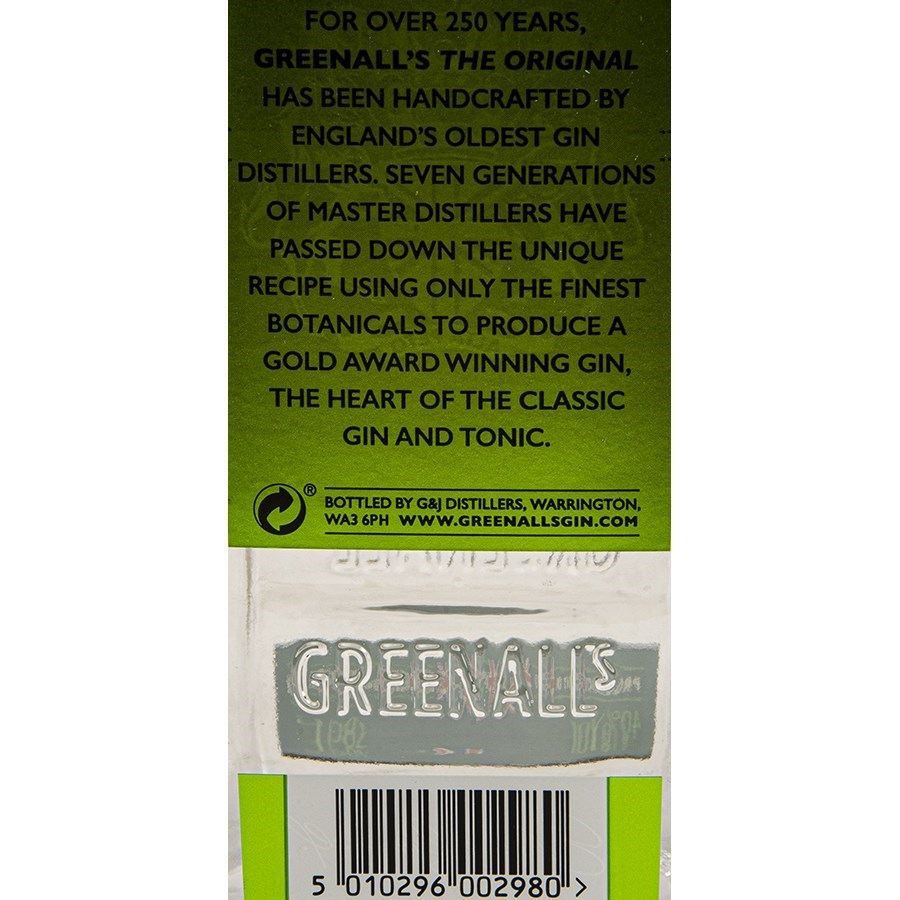 FOR OVER 250 YEARS,
GREENALL'S THE ORIGINAL
HAS BEEN HANDCRAFTED BY
ENGLAND'S OLDEST GIN
DISTILLERS. SEVEN GENERATIONS
OF MASTER DISTILLERS HAVE
PASSED DOWN THE UNIQUE
RECIPE USING ONLY THE FINEST
BOTANICALS TO PRODUCE A
GOLD AWARD WINNING GIN,
THE HEART OF THE CLASSIC
GIN AND TONIC.
®
BOTTLED BY G&J DISTILLERS, WARRINGTON,
WA3 6PH WWW.GREENALLSGIN.COM
GREENALL'S
5 010296 002980 >